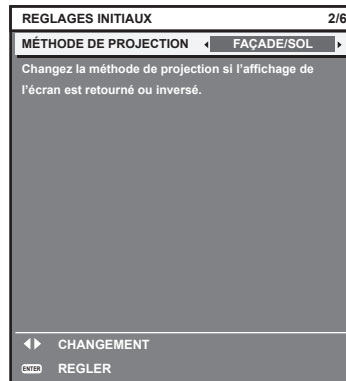 REGLAGES INITIAUX 2/6
MÉTHODE DE PROJECTION FAÇADE/SOL
Changez la méthode de projection si l'affichage de
l'écran est retourné ou inversé.
CHANGEMENT
ENTER REGLER